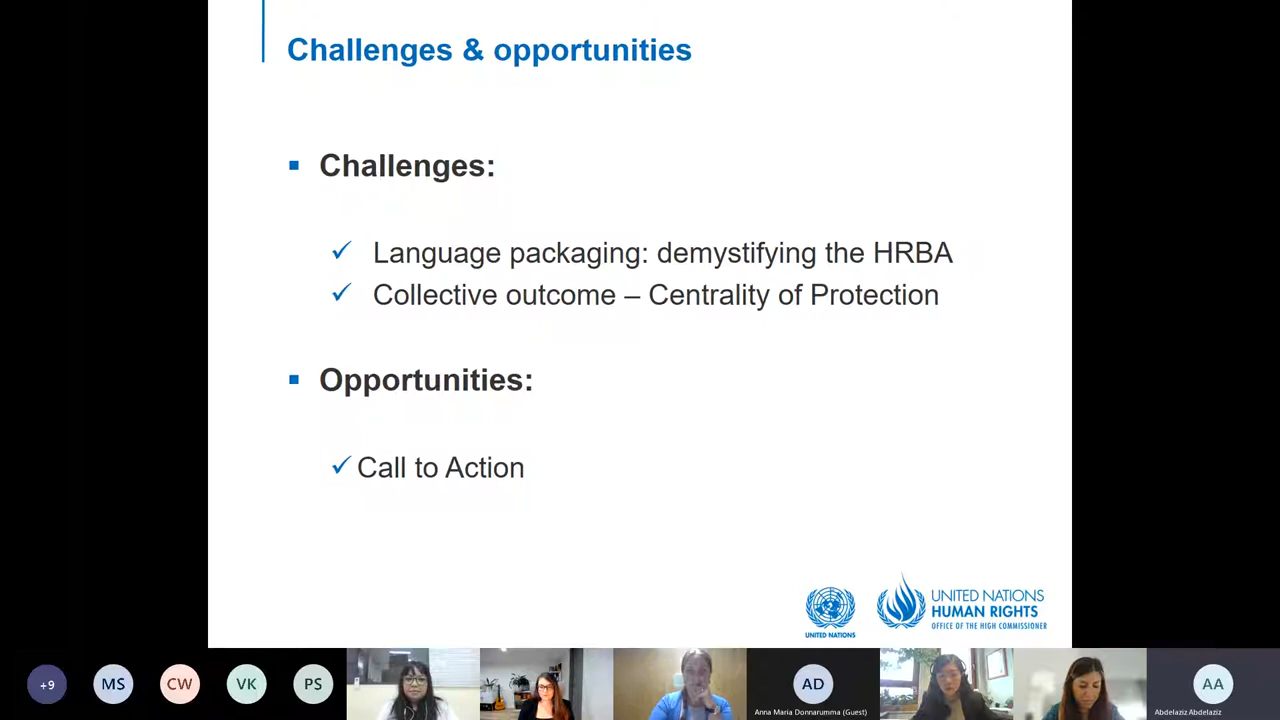 Challenges & opportunities
Challenges:
Language packaging: demystifying the HRBA
Collective outcome – Centrality of Protection
Opportunities:
Call to Action
UNITED NATIONS
UNITED NATIONS
HUMAN RIGHTS
OFFICE OF THE HIGH COMMISSIONER
+9
MS
CW
VK
PS
AD
Anna Maria Donnarumma (Guest)
AA
Abdelaziz Abdelaziz